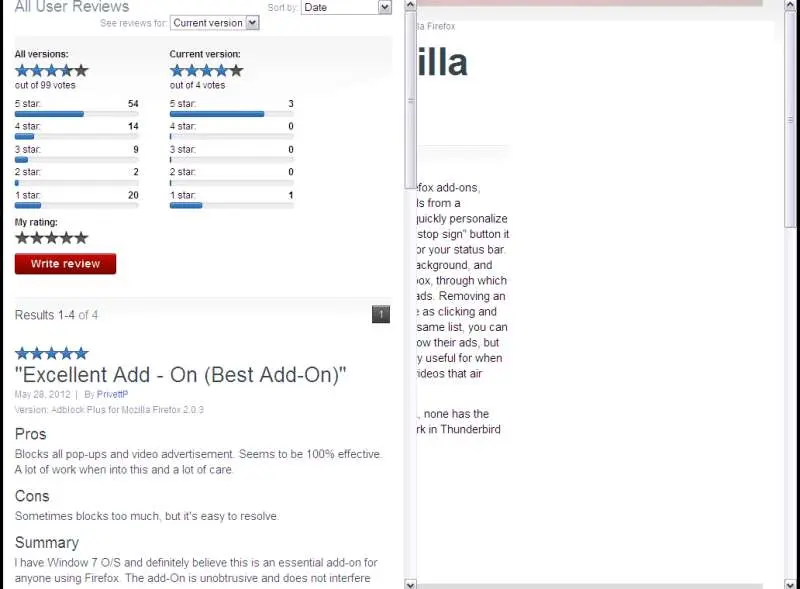 All User Reviews
Sort by: Date
See reviews for: Current version
All versions:
out of 99 votes
5 star: 54
4 star: 14
3 star: 9
2 star: 2
1 star: 20
Current version:
out of 4 votes
5 star: 3
4 star: 0
3 star: 0
2 star: 0
1 star: 1
My rating:
Write review
Results 1-4 of 4
1
"Excellent Add - On (Best Add-On)"
May 28, 2012 | By PrivettP
Version: Adblock Plus for Mozilla Firefox 2.0.3
Pros
Blocks all pop-ups and video advertisement. Seems to be 100% effective.
A lot of work when into this and a lot of care.
Cons
Sometimes blocks too much, but it's easy to resolve.
Summary
I have Window 7 O/S and definitely believe this is an essential add-on for
anyone using Firefox. The add-On is unobtrusive and does not interfere
lla Firefox
illa
efox add-ons,
ds from a
quickly personalize
stop sign" button it
or your status bar.
ackground, and
box, through which
ads. Removing an
e as clicking and
same list, you can
ow their ads, but
y useful for when
videos that air
, none has the
rk in Thunderbird